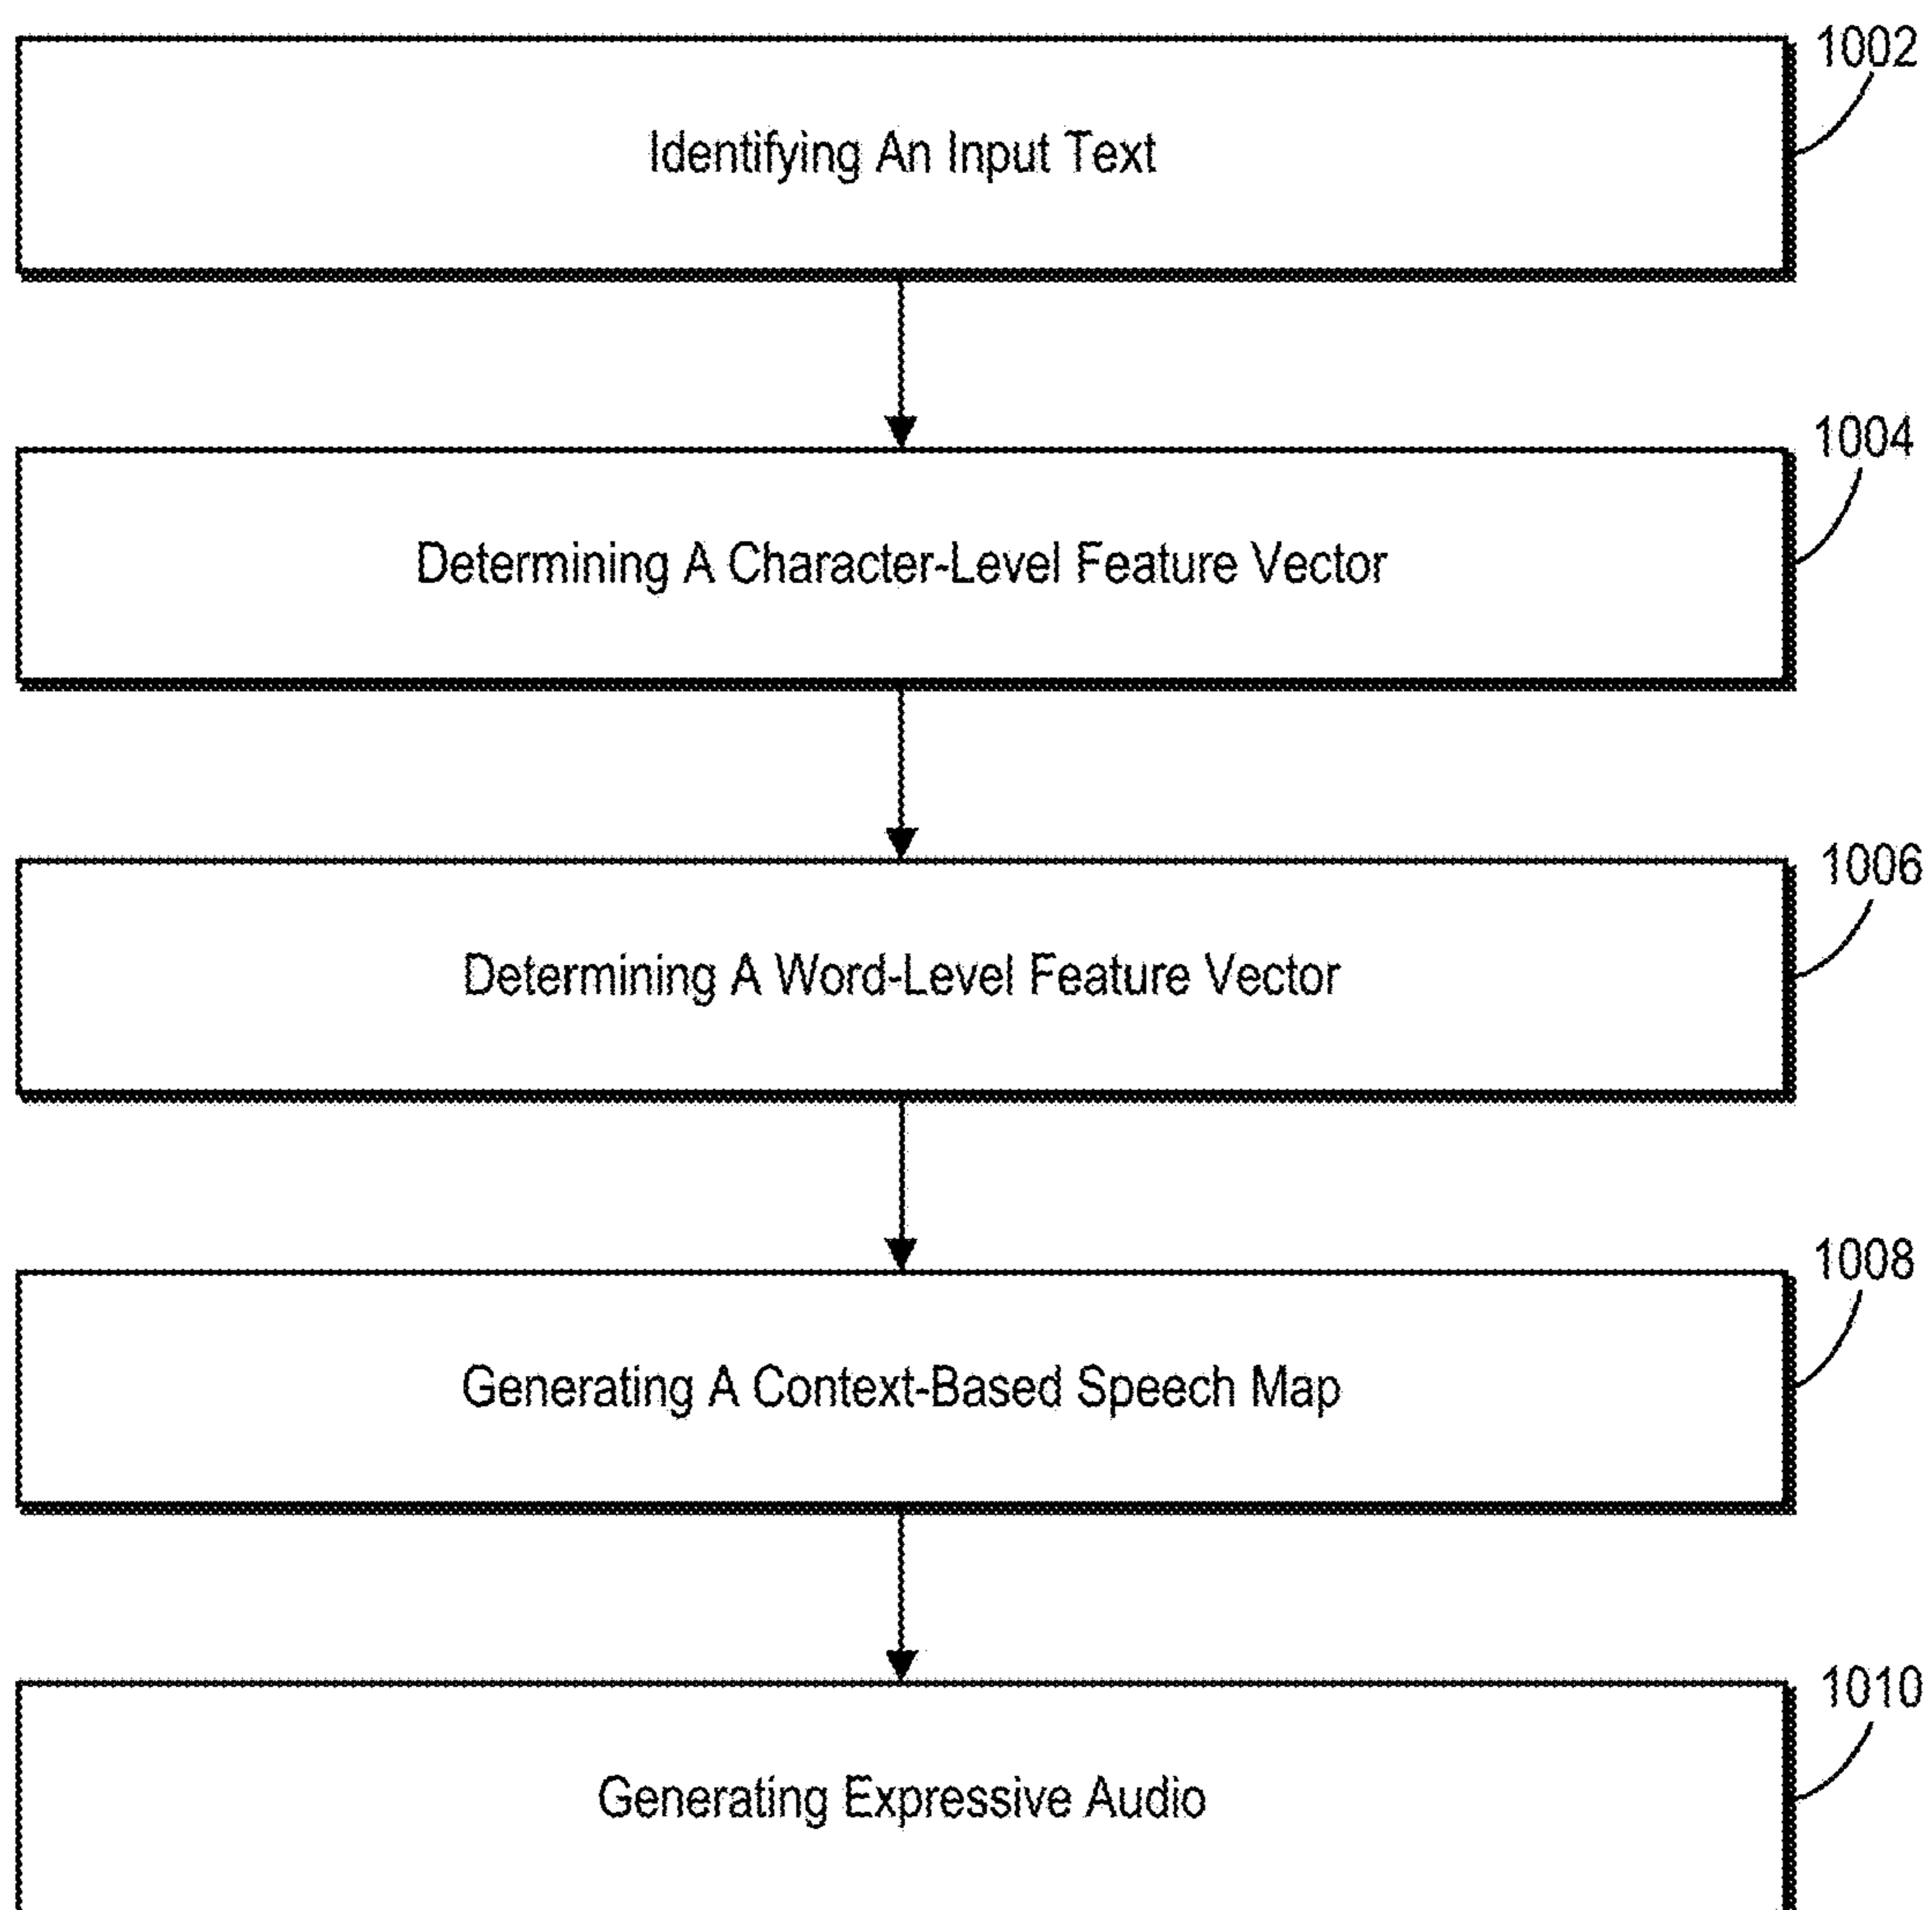 1002
Identifying An Input Text
1004
Determining A Character-Level Feature Vector
1006
Determining A Word-Level Feature Vector
1008
Generating A Context-Based Speech Map
1010
Generating Expressive Audio